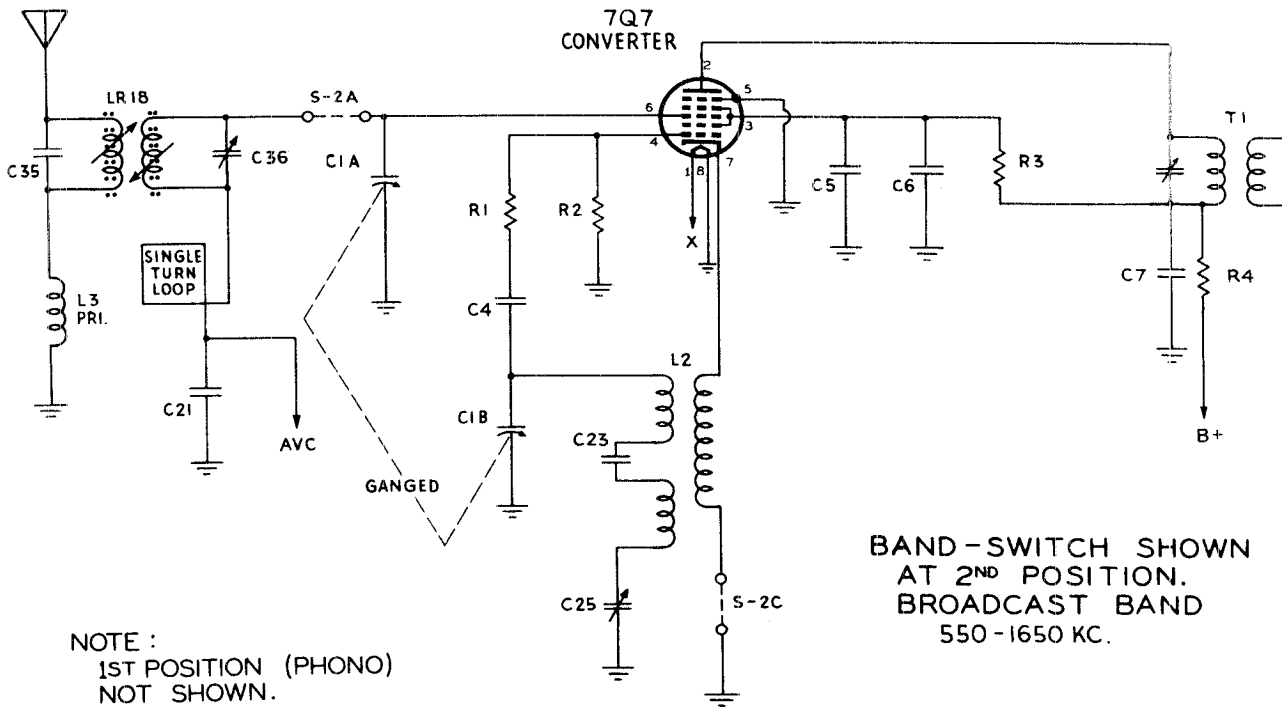 7Q7
CONVERTER
2
5
6
3
4
7
1
8
X
LR18
S-2A
C35
C36
C1A
R1
R2
C5
C6
R3
T1
SINGLE
TURN
LOOP
L3
PRI.
C4
C7
R4
L2
C21
AVC
C1B
C23
B+
GANGED
C25
S-2C
BAND-SWITCH SHOWN
AT 2ND POSITION.
BROADCAST BAND
550-1650 KC.
NOTE:
1ST POSITION (PHONO)
NOT SHOWN.